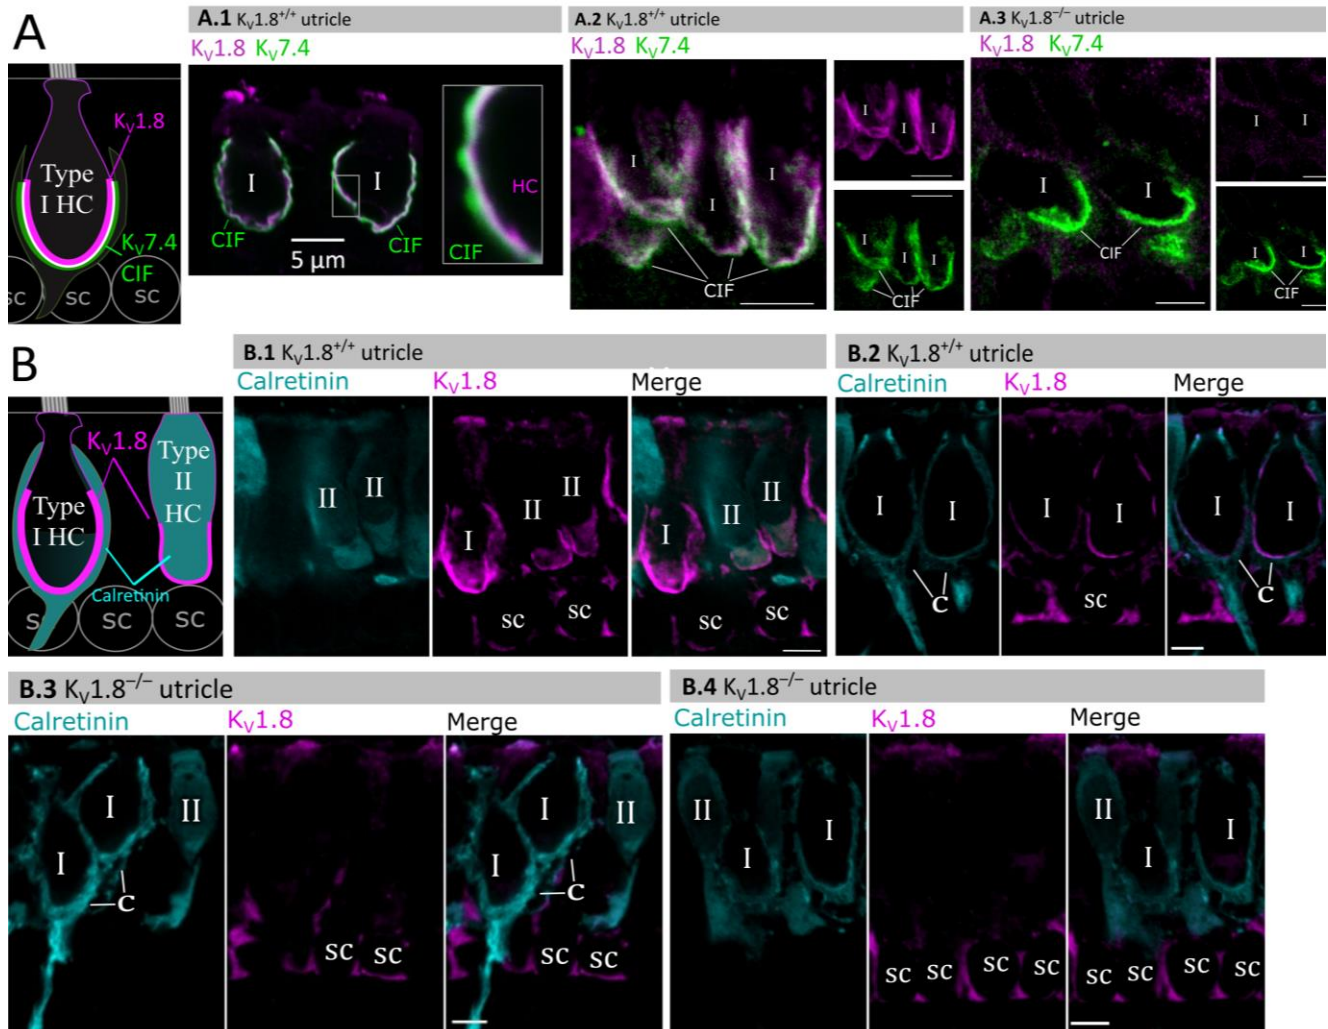 A
A.1 KV1.8+/+ utricle
KV1.8 KV7.4
A.2 KV1.8+/+ utricle
KV1.8 KV7.4
A.3 KV1.8−/− utricle
KV1.8 KV7.4
KV1.8
Type
I HC
KV7.4
CIF
SC
SC
SC
I
I
CIF
CIF
5 µm
HC
CIF
I
I
I
CIF
I
I
I
I
I
I
CIF
I
I
CIF
I
I
I
I
CIF
B
B.1 KV1.8+/+ utricle
Calretinin KV1.8 Merge
B.2 KV1.8+/+ utricle
Calretinin KV1.8 Merge
KV1.8
Type
II
HC
Type
I HC
Calretinin
SC
SC
SC
II
II
I
II
II
SC
SC
I
II
II
SC
SC
I
I
C
I
I
SC
I
I
C
B.3 KV1.8−/− utricle
Calretinin KV1.8 Merge
B.4 KV1.8−/− utricle
Calretinin KV1.8 Merge
I
II
I
C
SC
SC
I
II
I
C
SC
SC
II
I
I
SC
SC
SC
SC
II
I
I
SC
SC
SC
SC